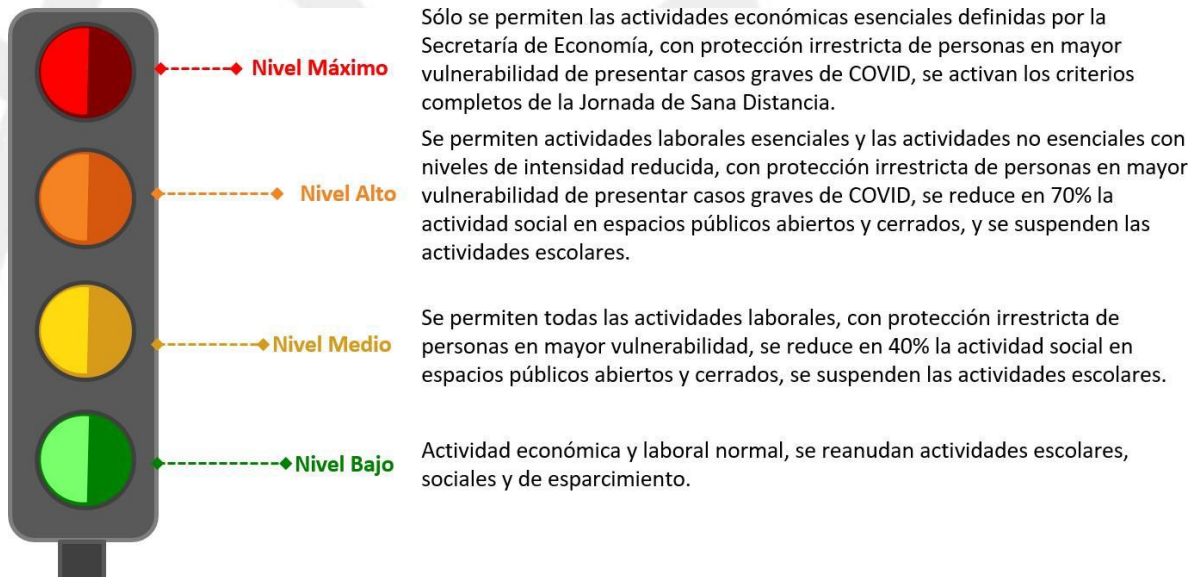 Nivel Máximo
Sólo se permiten las actividades económicas esenciales definidas por la
Secretaría de Economía, con protección irrestricta de personas en mayor
vulnerabilidad de presentar casos graves de COVID, se activan los criterios
completos de la Jornada de Sana Distancia.
Nivel Alto
Se permiten actividades laborales esenciales y las actividades no esenciales con
niveles de intensidad reducida, con protección irrestricta de personas en mayor
vulnerabilidad de presentar casos graves de COVID, se reduce en 70% la
actividad social en espacios públicos abiertos y cerrados, y se suspenden las
actividades escolares.
Nivel Medio
Se permiten todas las actividades laborales, con protección irrestricta de
personas en mayor vulnerabilidad, se reduce en 40% la actividad social en
espacios públicos abiertos y cerrados, se suspenden las actividades escolares.
Nivel Bajo
Actividad económica y laboral normal, se reanudan actividades escolares,
sociales y de esparcimiento.